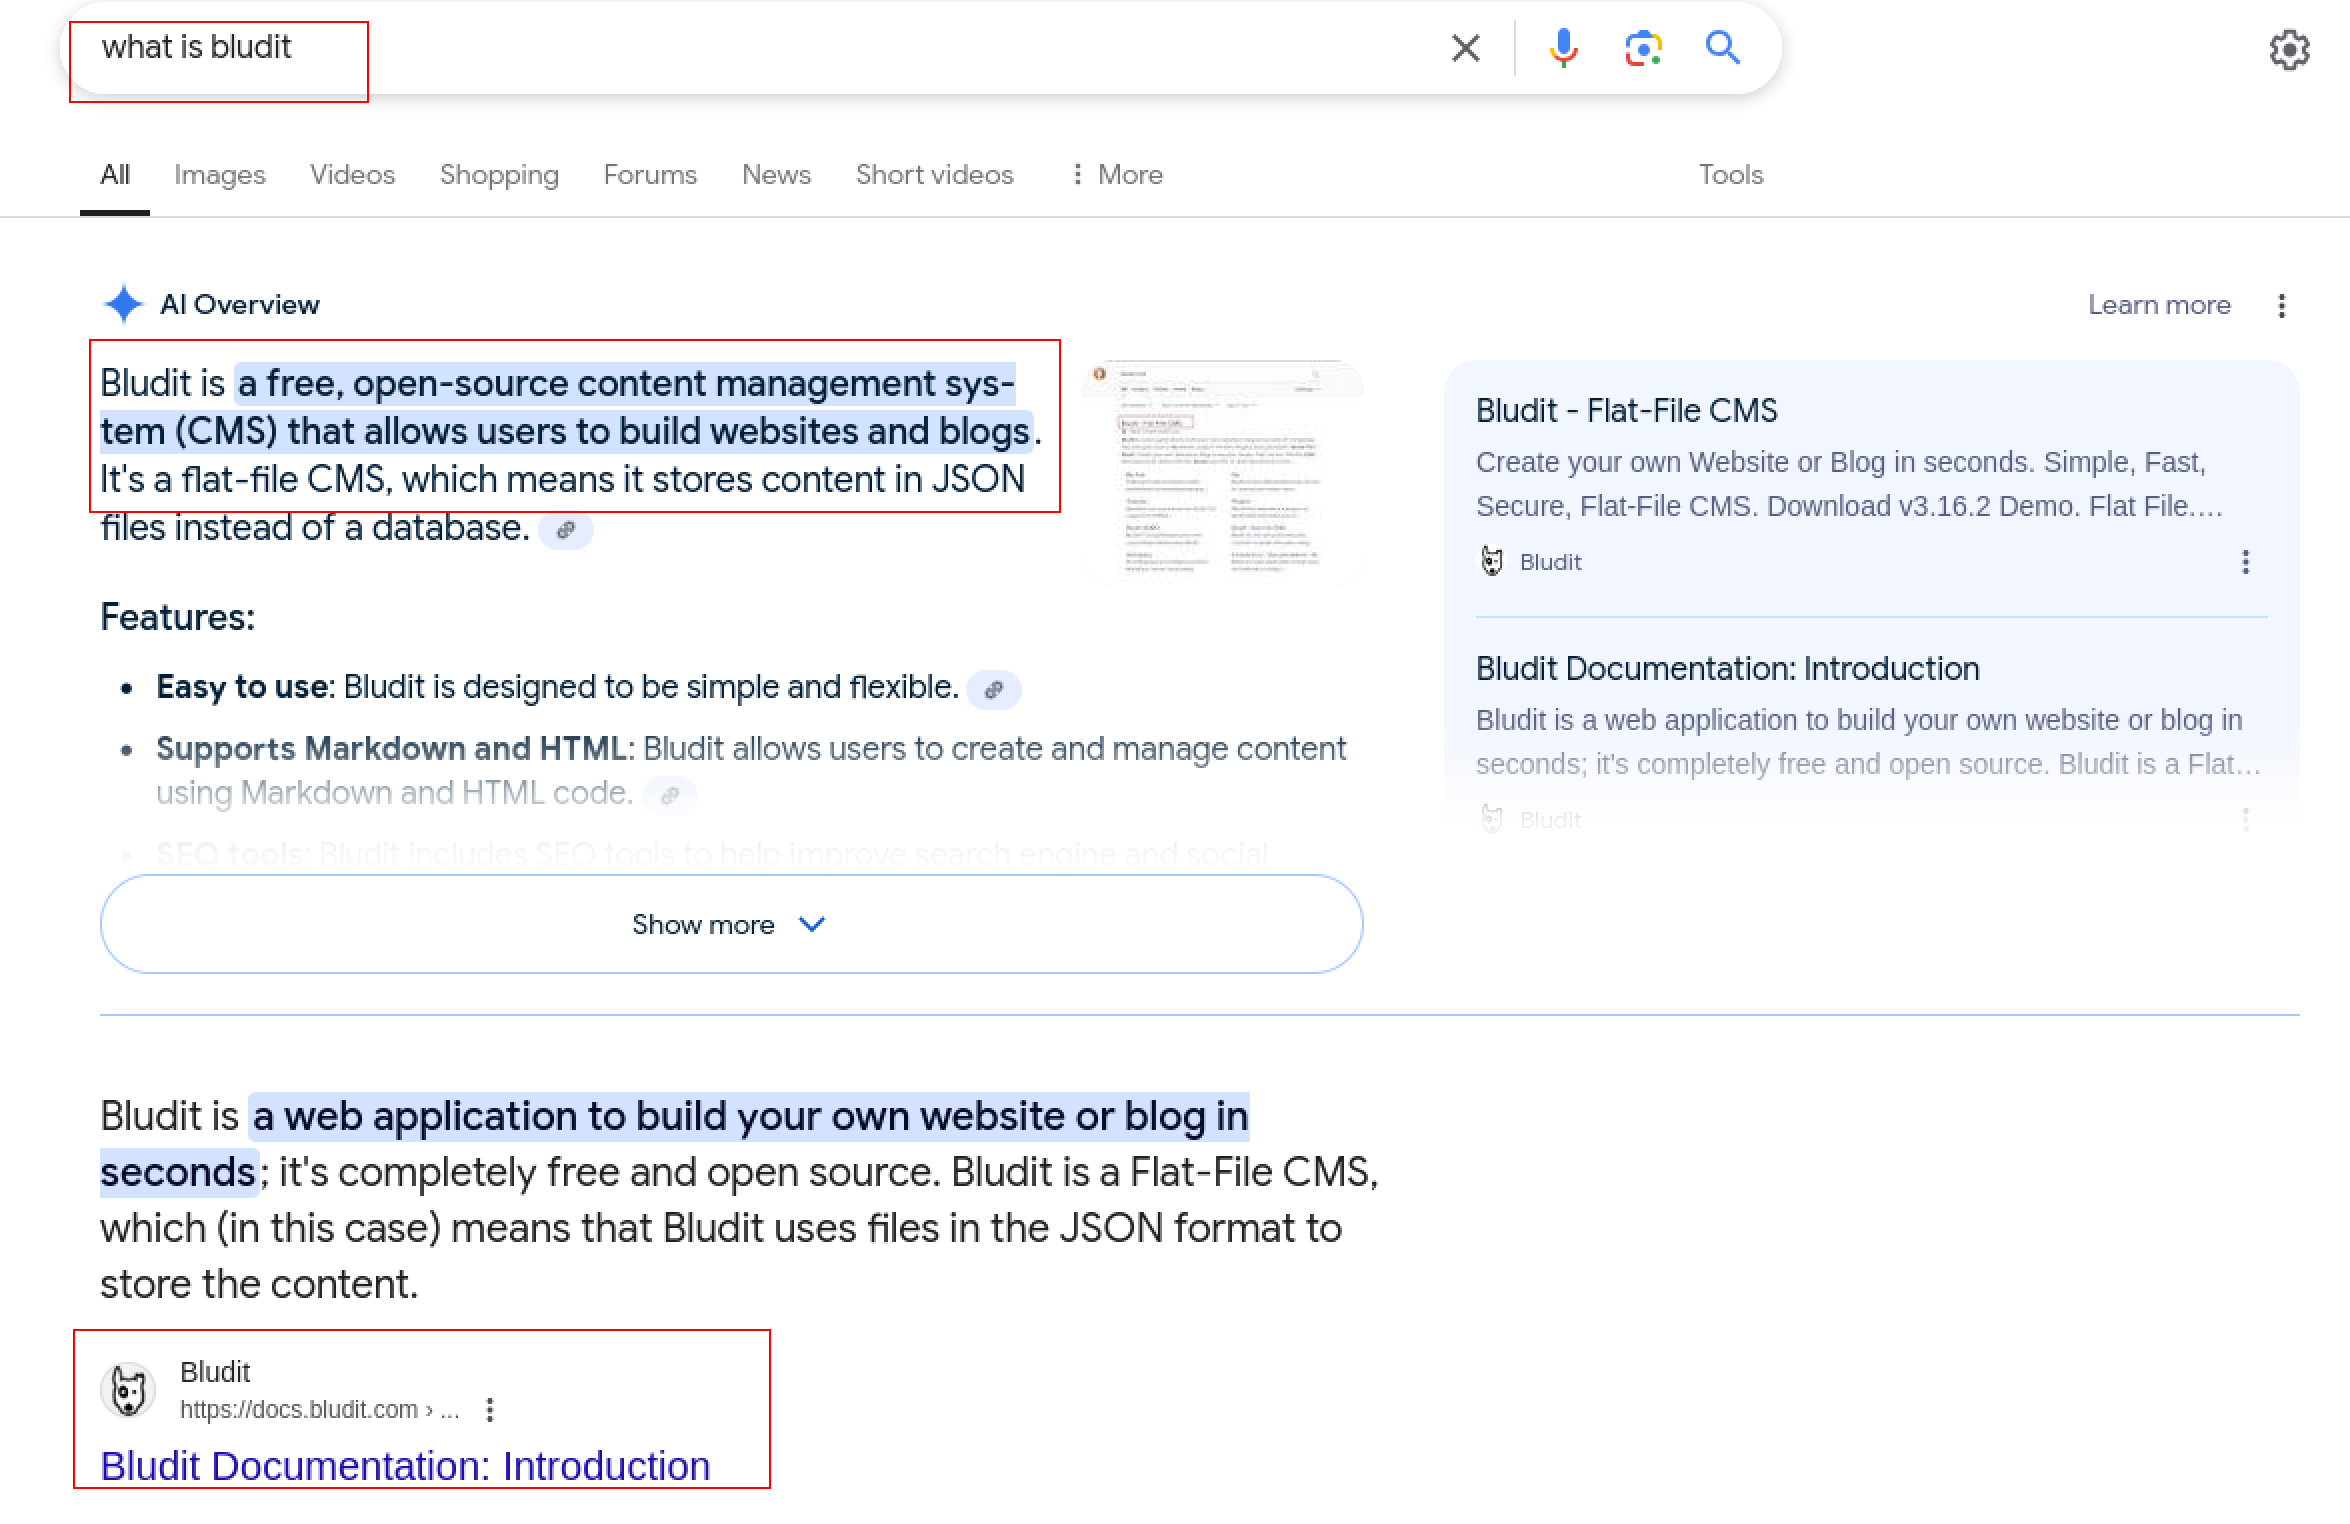 what is bludit
All Images Videos Shopping Forums News Short videos More Tools
AI Overview
Learn more
Bludit is a free, open-source content management sys-
tem (CMS) that allows users to build websites and blogs.
It's a flat-file CMS, which means it stores content in JSON
files instead of a database.
Features:
• Easy to use: Bludit is designed to be simple and flexible.
• Supports Markdown and HTML: Bludit allows users to create and manage content
using Markdown and HTML code.
• SEO tools: Bludit includes SEO tools to help improve search engine and social
Show more
Bludit - Flat-File CMS
Create your own Website or Blog in seconds. Simple, Fast,
Secure, Flat-File CMS. Download v3.16.2 Demo. Flat File....
Bludit
Bludit Documentation: Introduction
Bludit is a web application to build your own website or blog in
seconds; it's completely free and open source. Bludit is a Flat...
Bludit
Bludit is a web application to build your own website or blog in
seconds; it's completely free and open source. Bludit is a Flat-File CMS,
which (in this case) means that Bludit uses files in the JSON format to
store the content.
Bludit
https://docs.bludit.com › ...
Bludit Documentation: Introduction